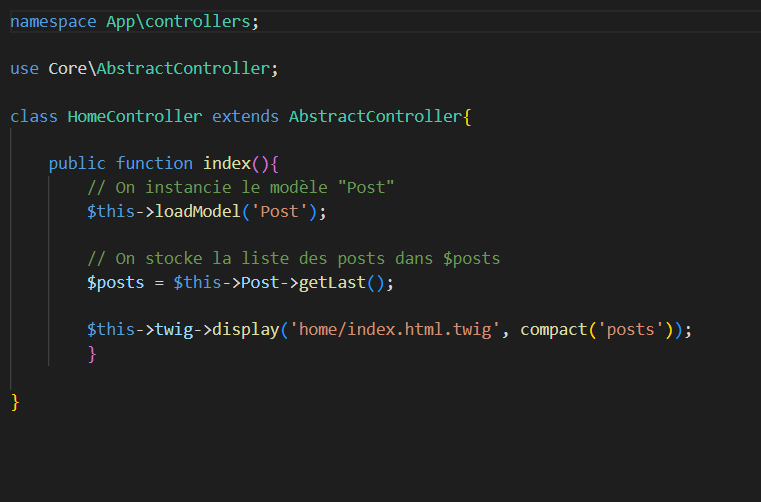 namespace App\controllers;
use Core\AbstractController;
class HomeController extends AbstractController{
public function index(){
// On instancie le modèle "Post"
$this->loadModel('Post');
// On stocke la liste des posts dans $posts
$posts = $this->Post->getLast();
$this->twig->display('home/index.html.twig', compact('posts'));
}
}